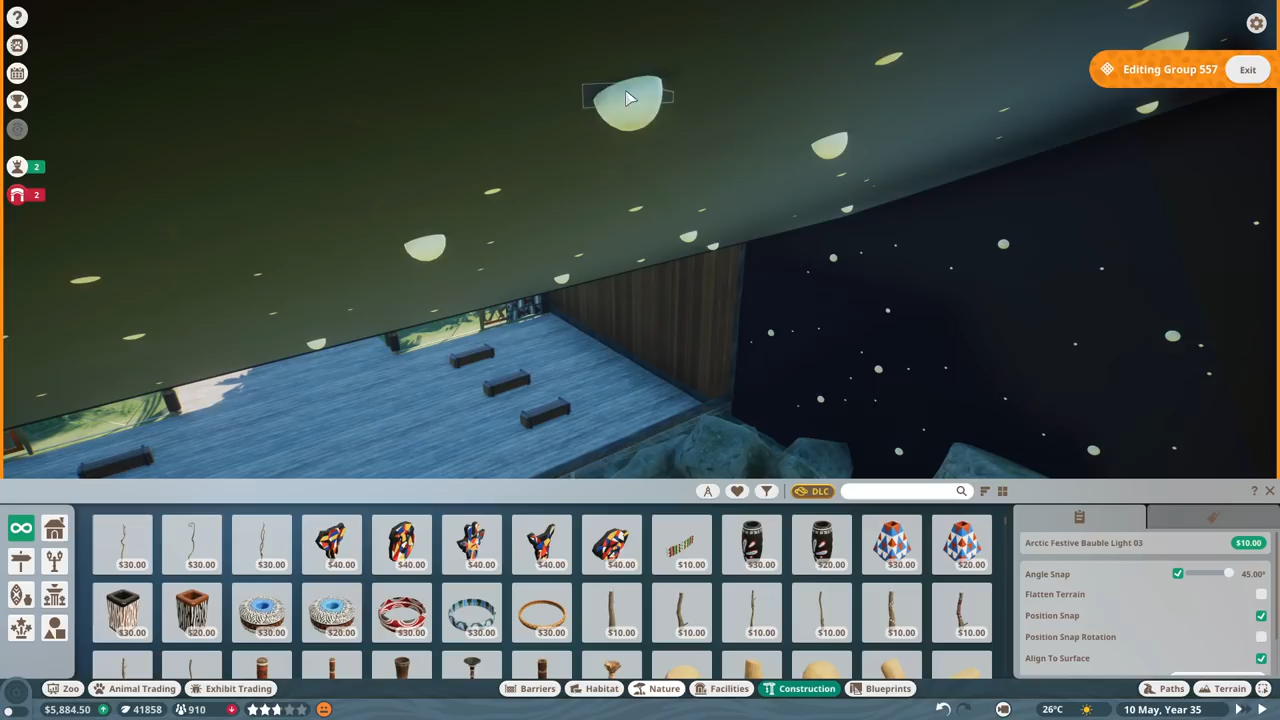 ?
Editing Group 557
Exit
2
2
DLC
?
$30.00 $30.00 $30.00 $40.00 $40.00 $40.00 $40.00 $40.00 $10.00 $30.00 $20.00 $30.00 $20.00
Arctic Festive Bauble Light 03 $10.00
Angle Snap 45.00°
Flatten Terrain
$30.00 $20.00 $30.00 $20.00 $30.00 $30.00 $30.00 $10.00 $10.00 $10.00 $10.00 $10.00 $10.00
Position Snap
Position Snap Rotation
Align To Surface
Zoo Animal Trading Exhibit Trading Barriers Habitat Nature Facilities Construction Blueprints Paths Terrain
$5,884.50 41858 910 26°C 10 May, Year 35